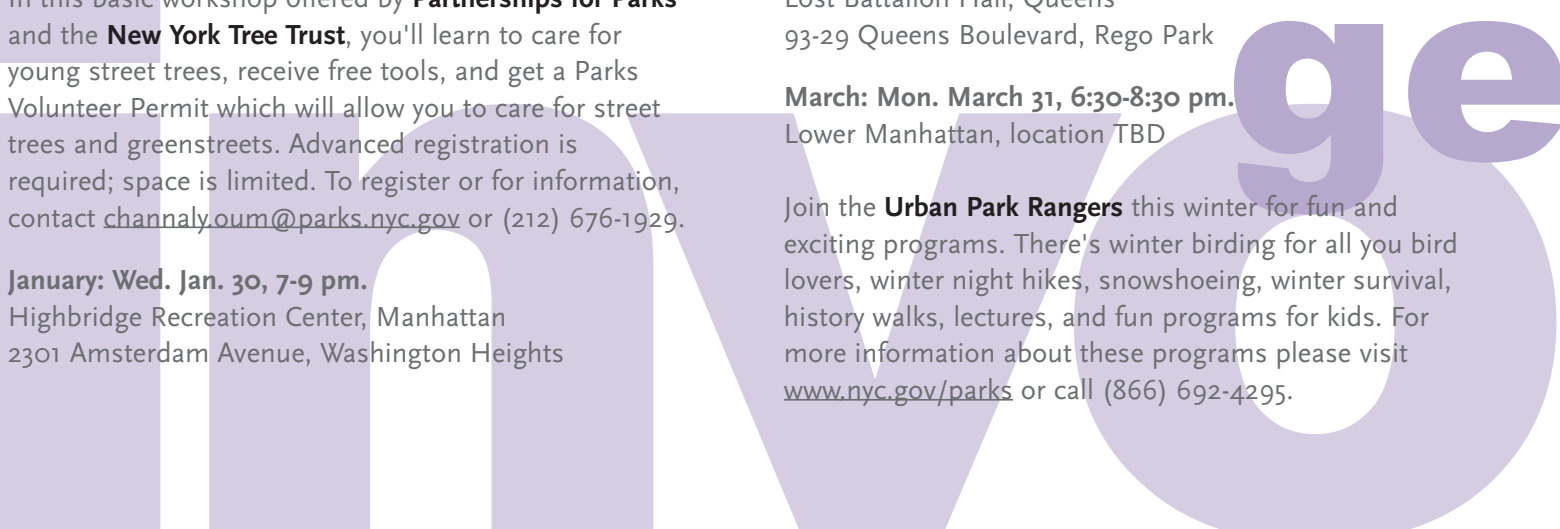 In this basic workshop offered by Partnerships for Parks
and the New York Tree Trust, you'll learn to care for
young street trees, receive free tools, and get a Parks
Volunteer Permit which will allow you to care for street
trees and greenstreets. Advanced registration is
required; space is limited. To register or for information,
contact channaly.oum@parks.nyc.gov or (212) 676-1929.
January: Wed. Jan. 30, 7-9 pm.
Highbridge Recreation Center, Manhattan
2301 Amsterdam Avenue, Washington Heights
Lost Battalion Hall, Queens
93-29 Queens Boulevard, Rego Park
March: Mon. March 31, 6:30-8:30 pm.
Lower Manhattan, location TBD
Join the Urban Park Rangers this winter for fun and
exciting programs. There's winter birding for all you bird
lovers, winter night hikes, snowshoeing, winter survival,
history walks, lectures, and fun programs for kids. For
more information about these programs please visit
www.nyc.gov/parks or call (866) 692-4295.
ge
invo